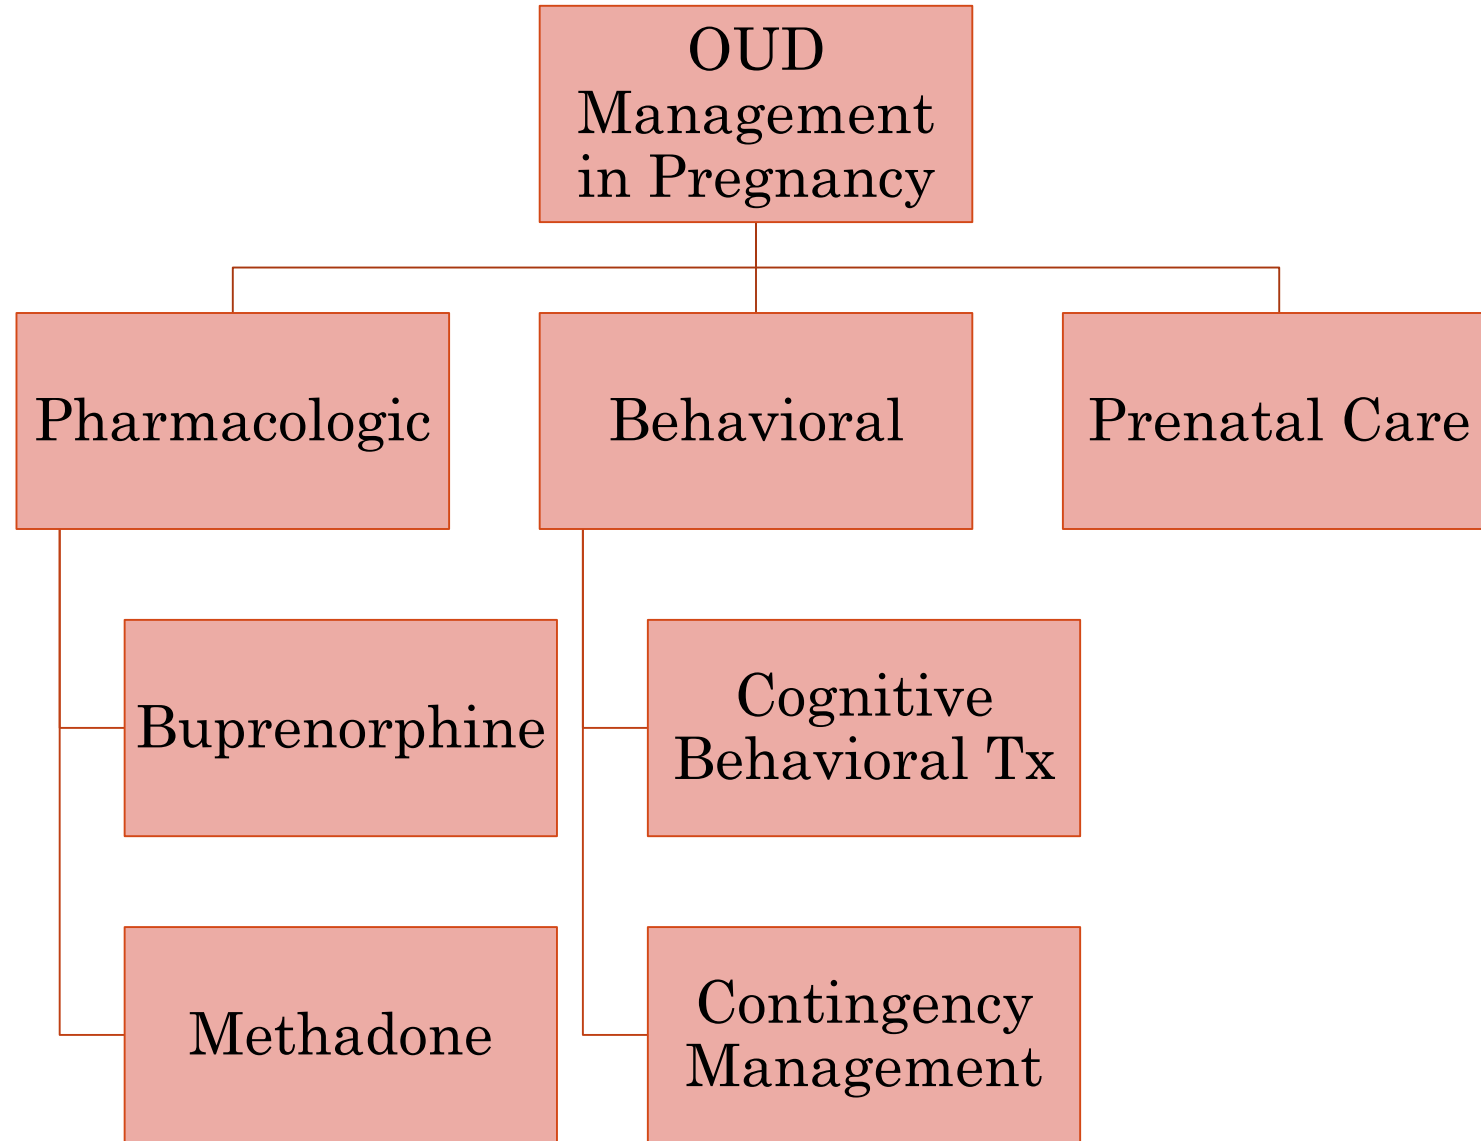 OUD
Management
in Pregnancy
Pharmacologic
Behavioral
Prenatal Care
Buprenorphine
Cognitive
Behavioral Tx
Methadone
Contingency
Management